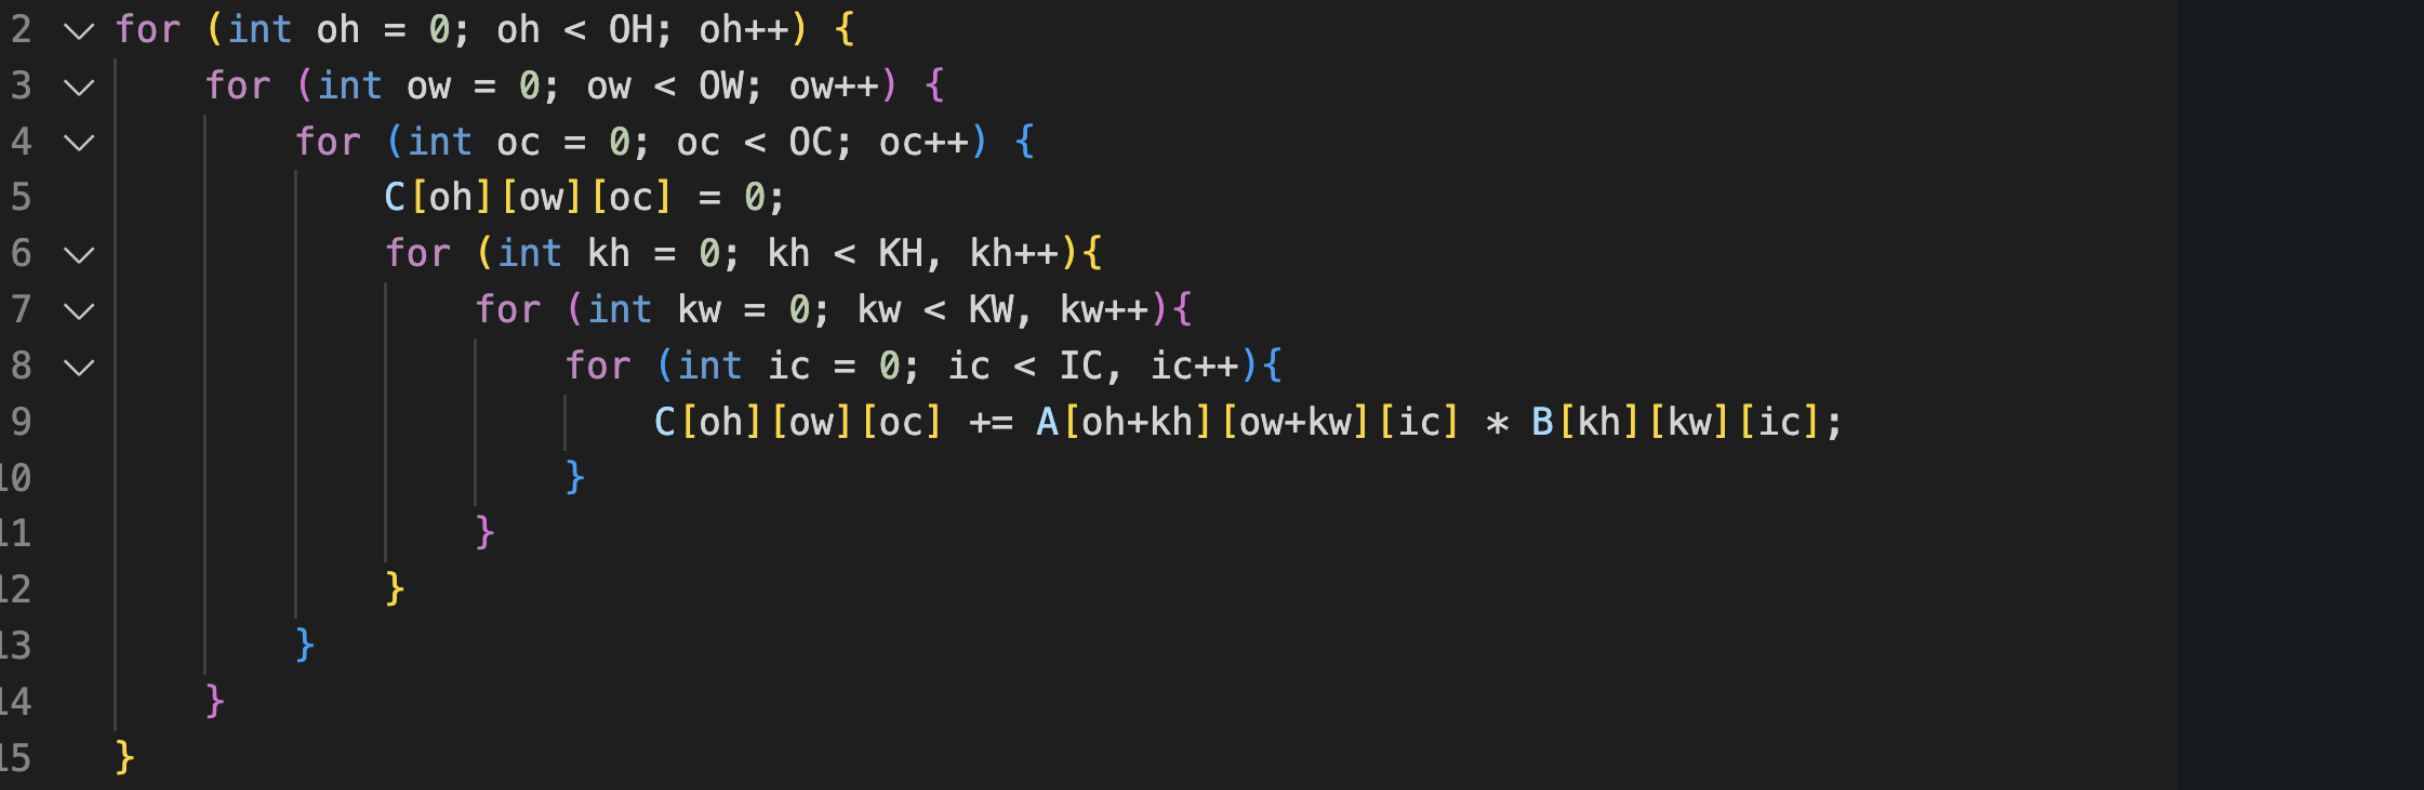 2 for (int oh = 0; oh < OH; oh++) {
3 for (int ow = 0; ow < OW; ow++) {
4 for (int oc = 0; oc < OC; oc++) {
5 C[oh][ow][oc] = 0;
6 for (int kh = 0; kh < KH, kh++){
7 for (int kw = 0; kw < KW, kw++){
8 for (int ic = 0; ic < IC, ic++){
9 C[oh][ow][oc] += A[oh+kh][ow+kw][ic] * B[kh][kw][ic];
10 }
11 }
12 }
13 }
14 }
15 }